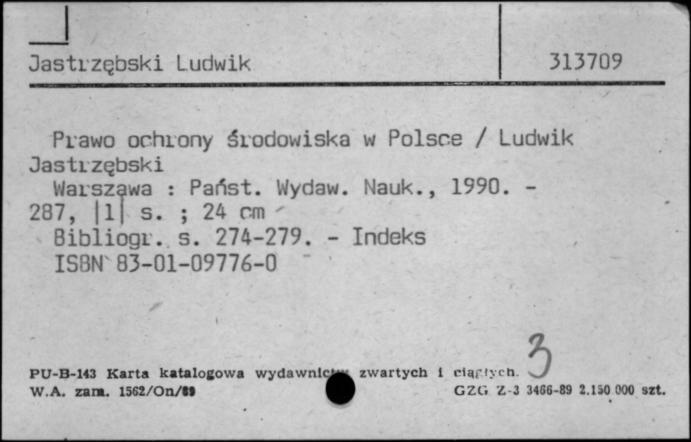 Jastrzębski Ludwik 313709
Prawo ochrony środowiska w Polsce / Ludwik
Jastrzębski
Warszawa : Państ. Wydaw. Nauk., 1990. -
287, |1| s. ; 24 cm
Bibliogr. s. 274-279. - Indeks
ISBN 83-01-09776-0
3
PU-B-143 Karta katalogowa wydawnictw zwartych i ciągłych.
W.A. zam. 1562/On/89 GZG Z-3 3466-89 2.150 000 szt.